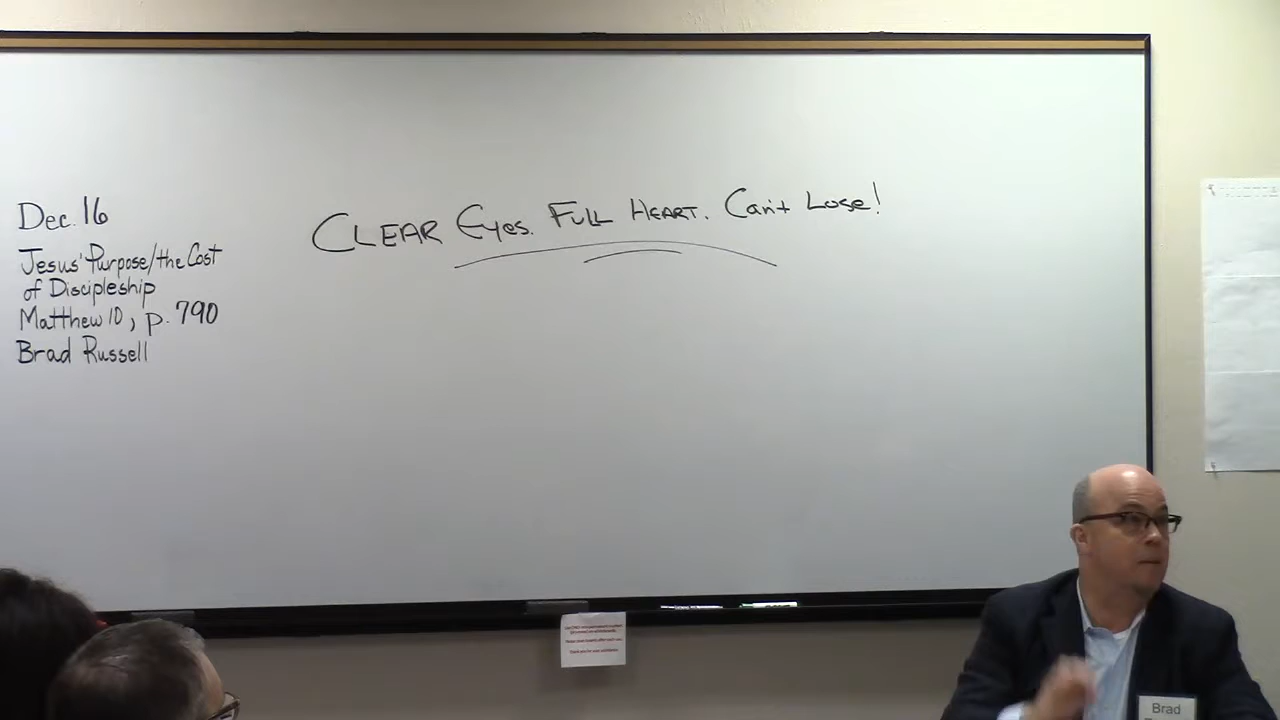 Dec. 16
Jesus' Purpose/the Cost
of Discipleship
Matthew 10, p. 790
Brad Russell
CLEAR Eyes. FULL HEART. Can't Lose!
Brad